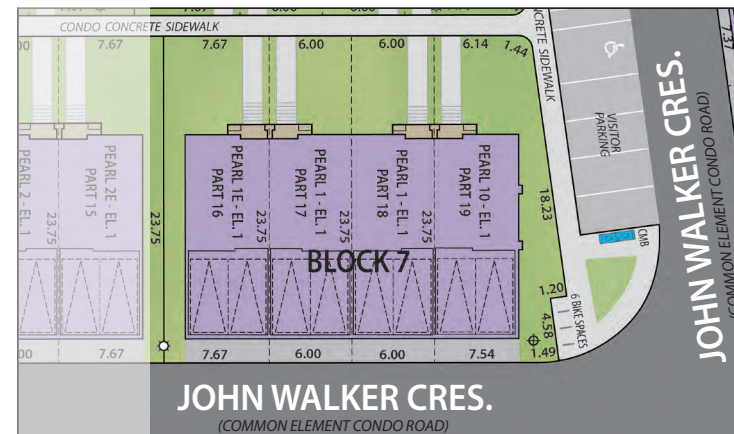 CONDO CONCRETE SIDEWALK
00
7.67
7.67
6.00
6.00
6.14
1.44
7.37
VISITOR
PARKING
JOHN WALKER CRES.
(COMMON ELEMENT CONDO ROAD)
PEARL 2 - EL. 1
PEARL 2E - EL. 1
PART 15
23.75
23.75
PEARL 1E - EL. 1
PART 16
23.75
PEARL 1 - EL. 1
PART 17
23.75
PEARL 1 - EL. 1
PART 18
23.75
PEARL 10 - EL. 1
PART 19
18.23
BLOCK 7
CMB
1.20
4.58
1.49
6 BIKE SPACES
00
7.67
7.67
6.00
6.00
7.54
JOHN WALKER CRES.
(COMMON ELEMENT CONDO ROAD)